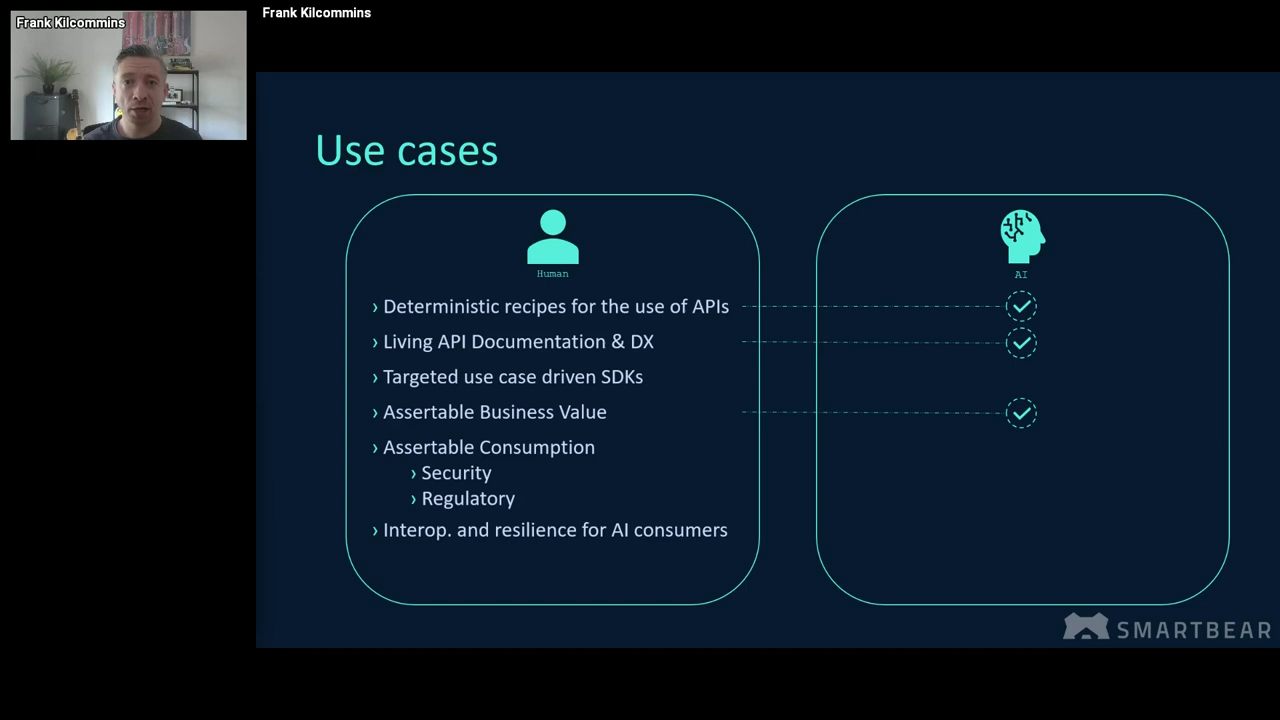 Frank Kilcommins
Frank Kilcommins
Use cases
Human
AI
› Deterministic recipes for the use of APIs
› Living API Documentation & DX
› Targeted use case driven SDKs
› Assertable Business Value
› Assertable Consumption
› Security
› Regulatory
› Interop. and resilience for AI consumers
SMARTBEAR